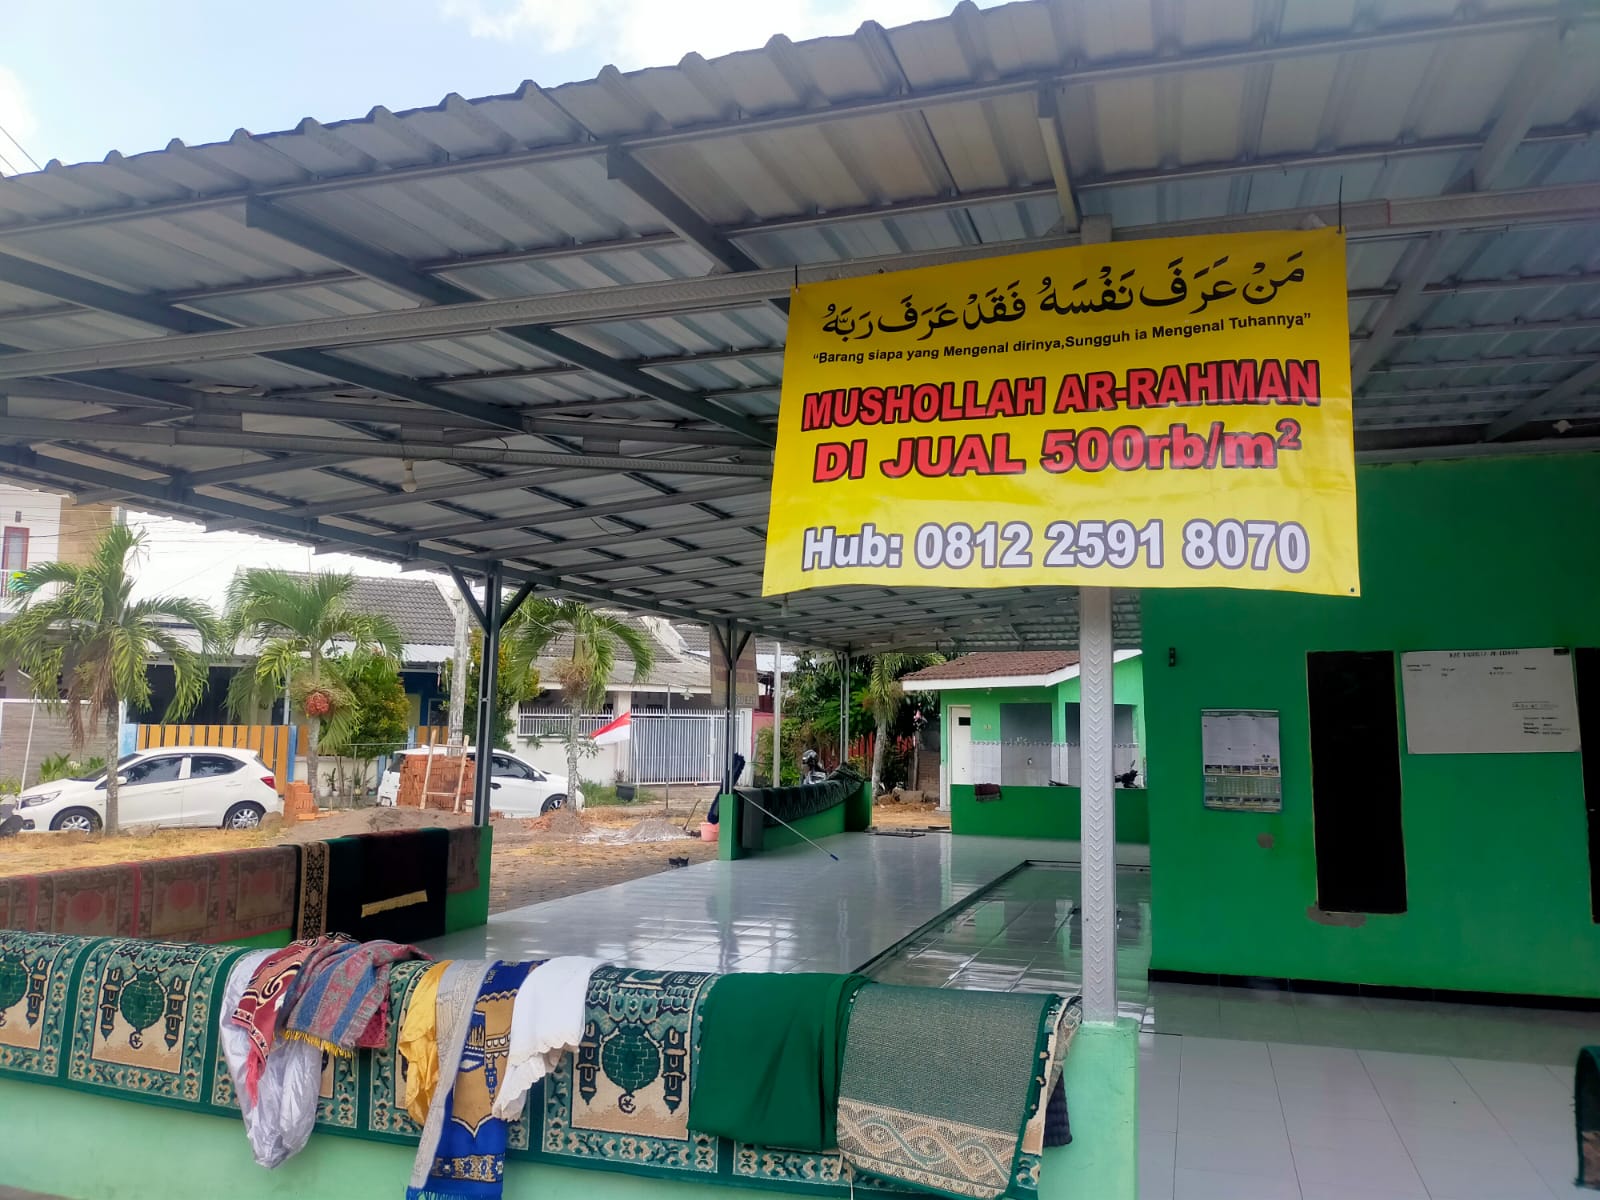 مَنْ عَرَفَ نَفْسَهُ فَقَدْ عَرَفَ رَبَّهُ
“Barang siapa yang Mengenal dirinya,Sungguh ia Mengenal Tuhannya”
MUSHOLLAH AR-RAHMAN
DI JUAL 500rb/m²
Hub: 0812 2591 8070
2023